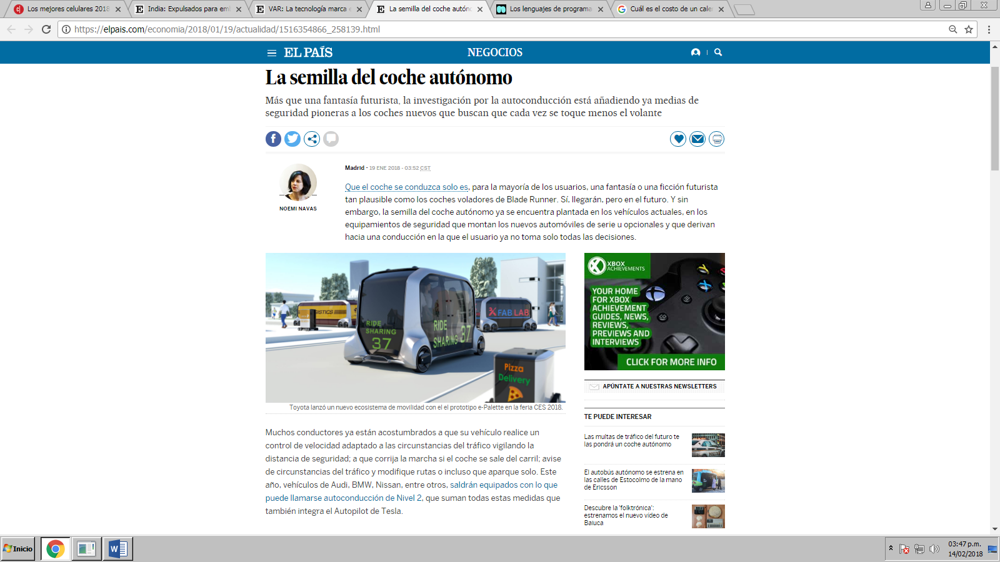 Los mejores celulares 2018
India: Expulsados para em
VAR: La tecnología marca
La semilla del coche autóno
Los lenguajes de programa
Cuál es el costo de un cale
https://elpais.com/economia/2018/01/19/actualidad/1516354866_258139.html
EL PAÍS
NEGOCIOS
La semilla del coche autónomo
Más que una fantasía futurista, la investigación por la autoconducción está añadiendo ya medias de
seguridad pioneras a los coches nuevos que buscan que cada vez se toque menos el volante
NOEMI NAVAS
Madrid · 19 ENE 2018 - 03:52 CST
Que el coche se conduzca solo es, para la mayoría de los usuarios, una fantasía o una ficción futurista
tan plausible como los coches voladores de Blade Runner. Sí, llegarán, pero en el futuro. Y sin
embargo, la semilla del coche autónomo ya se encuentra plantada en los vehículos actuales, en los
equipamientos de seguridad que montan los nuevos automóviles de serie u opcionales y que derivan
hacia una conducción en la que el usuario ya no toma solo todas las decisiones.
RIDE
SHARING
37
RIDE
SHARING 37
FAB LAB
Pizza
Delivery
Toyota lanzó un nuevo ecosistema de movilidad con el el prototipo e-Palette en la feria CES 2018.
Muchos conductores ya están acostumbrados a que su vehículo realice un
control de velocidad adaptado a las circunstancias del tráfico vigilando la
distancia de seguridad; a que corrija la marcha si el coche se sale del carril; avise
de circunstancias del tráfico y modifique rutas o incluso que aparque solo. Este
año, vehículos de Audi, BMW, Nissan, entre otros, saldrán equipados con lo que
puede llamarse autoconducción de Nivel 2, que suman todas estas medidas que
también integra el Autopilot de Tesla.
XBOX
ACHIEVEMENTS
YOUR HOME
FOR XBOX
ACHIEVEMENT
GUIDES, NEWS,
REVIEWS,
PREVIEWS AND
INTERVIEWS
CLICK FOR MORE INFO
APÚNTATE A NUESTRAS NEWSLETTERS
TE PUEDE INTERESAR
Las multas de tráfico del futuro te
las pondrá un coche autónomo
El autobús autónomo se estrena en
las calles de Estocolmo de la mano
de Ericsson
Descubre la 'folktrónica':
estrenamos el nuevo vídeo de
Baiuca
Inicio
03:47 p.m.
14/02/2018